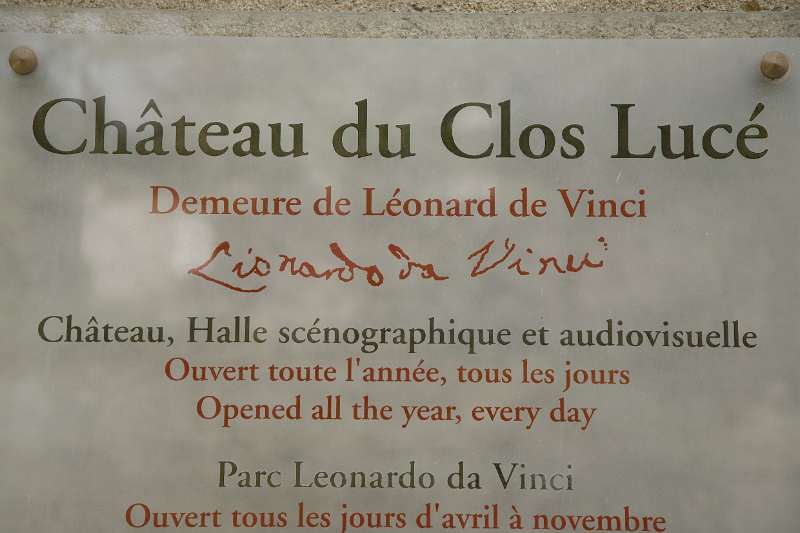 Château du Clos Lucé
Demeure de Léonard de Vinci
Lionardo da Vinci
Château, Halle scénographique et audiovisuelle
Ouvert toute l'année, tous les jours
Opened all the year, every day
Parc Leonardo da Vinci
Ouvert tous les jours d'avril à novembre